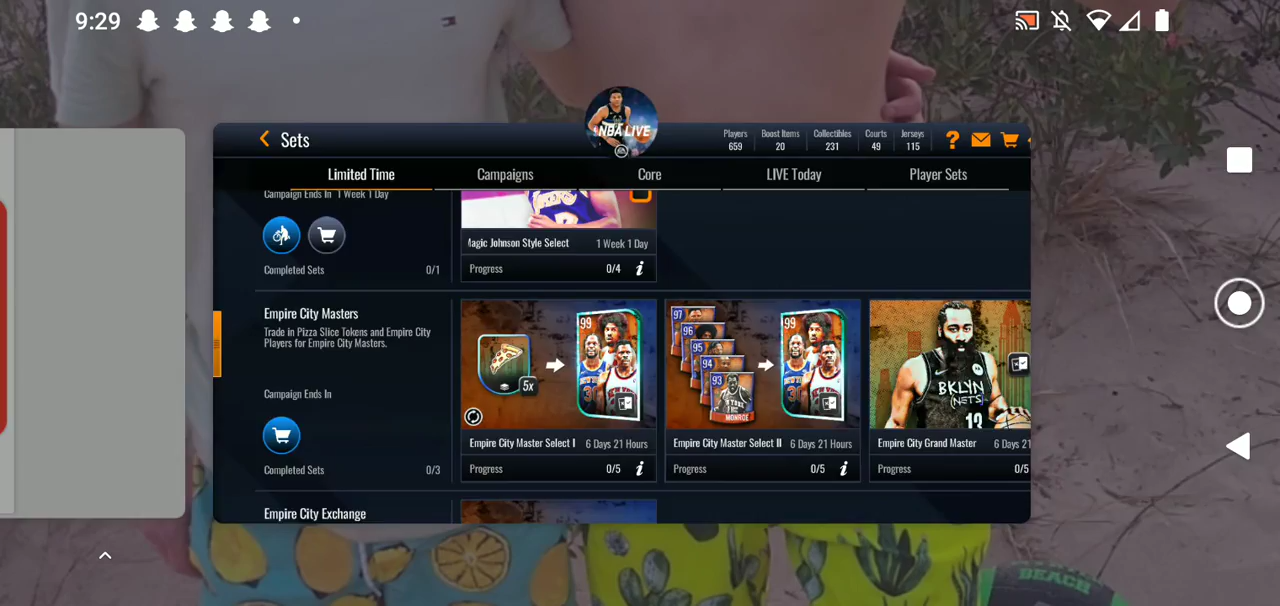 9:29
NBA LIVE
Sets
Players
659
Boost Items
20
Collectibles
231
Courts
49
Jerseys
115
?
Limited Time
Campaigns
Core
LIVE Today
Player Sets
Campaign Ends In 1 Week 1 Day
Completed Sets 0/1
Magic Johnson Style Select 1 Week 1 Day
Progress 0/4 i
Empire City Masters
Trade in Pizza Slice Tokens and Empire City
Players for Empire City Masters.
Campaign Ends In
Completed Sets 0/3
5x
99
Empire City Master Select I 6 Days 21 Hours
Progress 0/5 i
97
96
95
94
93
MONROE
99
Empire City Master Select II 6 Days 21 Hours
Progress 0/5 i
BKLYN
NETS
13
Empire City Grand Master 6 Days 21
Progress 0/5
Empire City Exchange
BEACH